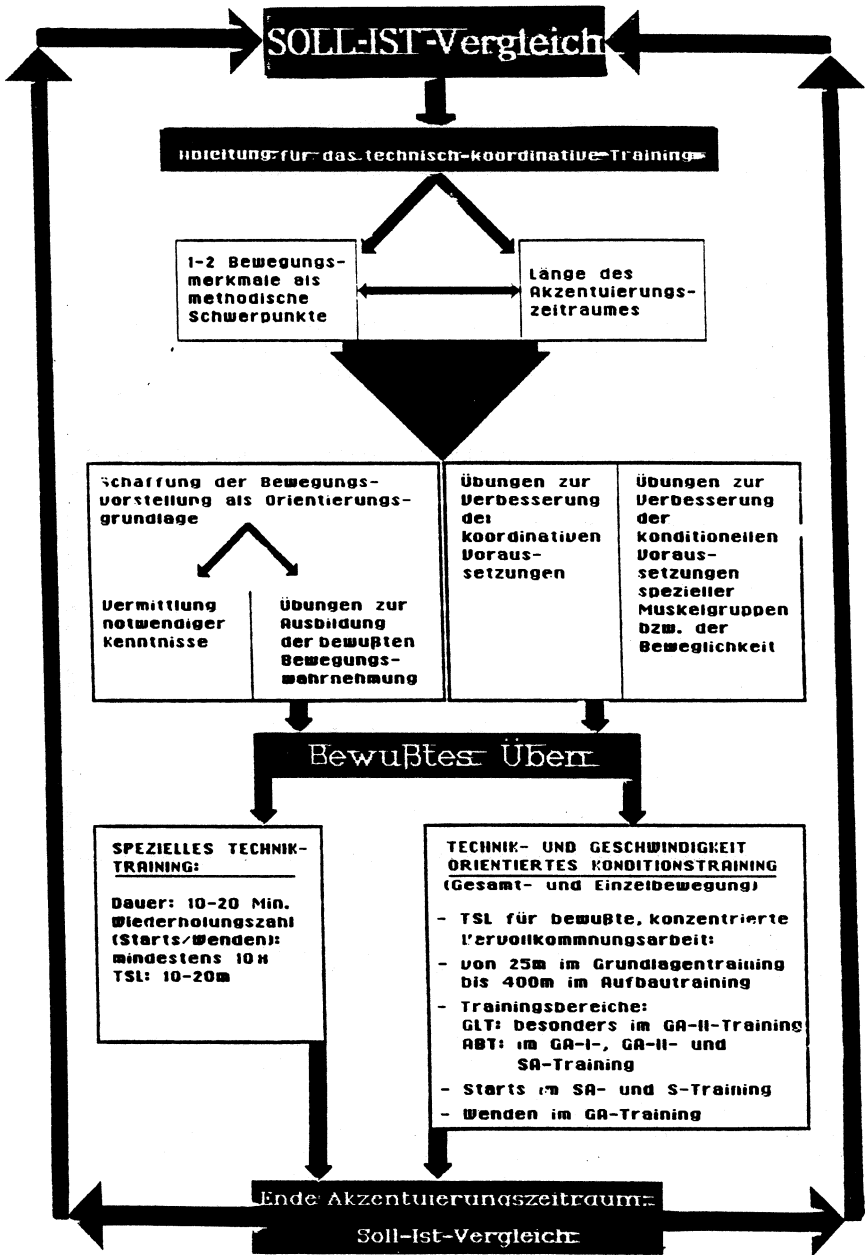 SOLL-IST-Vergleich
Ableitung für das technisch-koordinative Training
1-2 Bewegungs-
merkmale als
methodische
Schwerpunkte
Länge des
Akzentuierungs-
zeitraumes
Schaffung der Bewegungs-
vorstellung als Orientierungs-
grundlage
Vermittlung
notwendiger
Kenntnisse
Übungen zur
Ausbildung
der bewußten
Bewegungs-
wahrnehmung
Übungen zur
Verbesserung
der
koordinativen
Voraus-
setzungen
Übungen zur
Verbesserung
der
konditionellen
Voraus-
setzungen
spezieller
Muskelgruppen
bzw. der
Beweglichkeit
Bewußtes Üben
SPEZIELLES TECHNIK-
TRAINING:
Dauer: 10-20 Min.
Wiederholungszahl
(Starts/Wenden):
mindestens 10x
TSL: 10-20m
TECHNIK- UND GESCHWINDIGKEIT
ORIENTIERTES KONDITIONSTRAINING
(Gesamt- und Einzelbewegung)
- TSL für bewußte, konzentrierte
Vervollkommnungsarbeit:
- von 25m im Grundlagentraining
bis 400m im Aufbautraining
- Trainingsbereiche:
GLT: besonders im GA-II-Training
ABT: im GA-I-, GA-II- und
SA-Training
- Starts im SA- und S-Training
- Wenden im GA-Training
Ende Akzentuierungszeitraum
Soll-Ist-Vergleich